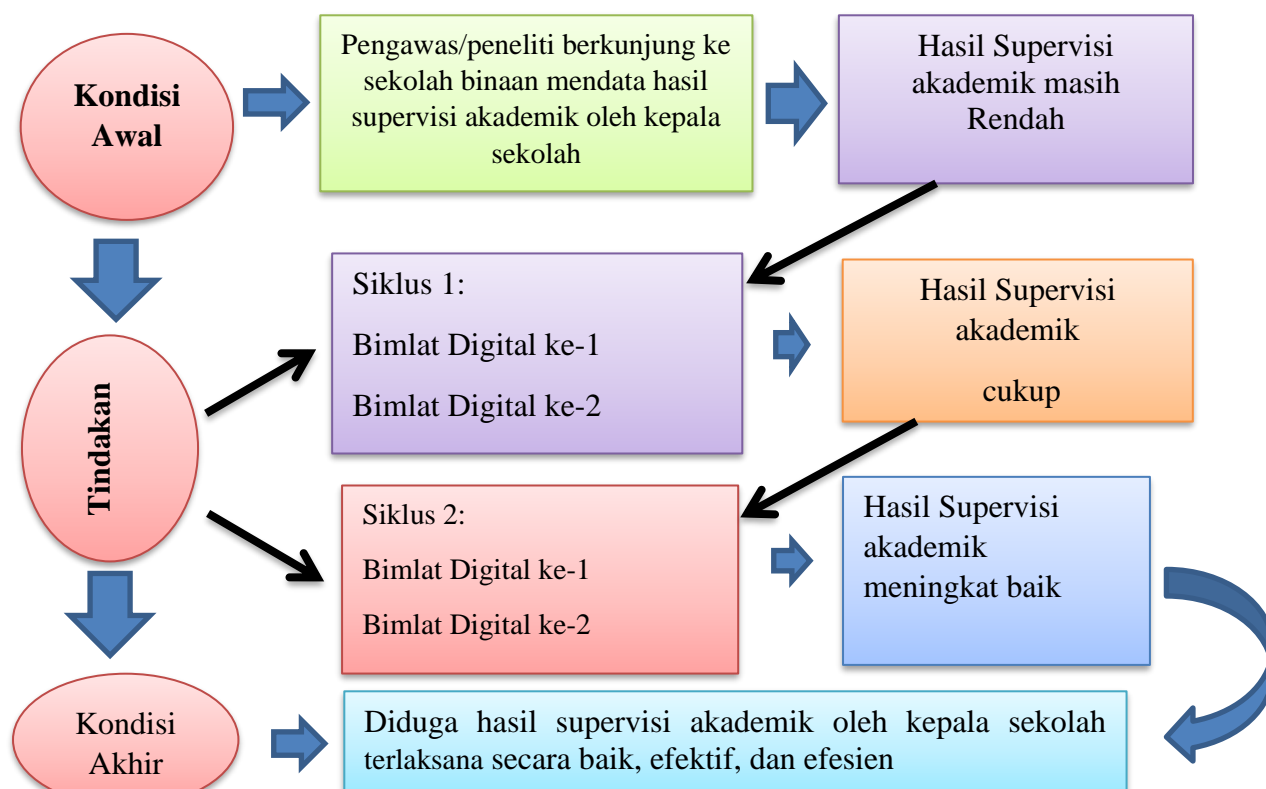 Kondisi
Awal
Pengawas/peneliti berkunjung ke
sekolah binaan mendata hasil
supervisi akademik oleh kepala
sekolah
Hasil Supervisi
akademik masih
Rendah
Tindakan
Siklus 1:
Bimlat Digital ke-1
Bimlat Digital ke-2
Hasil Supervisi
akademik
cukup
Siklus 2:
Bimlat Digital ke-1
Bimlat Digital ke-2
Hasil Supervisi
akademik
meningkat baik
Kondisi
Akhir
Diduga hasil supervisi akademik oleh kepala sekolah
terlaksana secara baik, efektif, dan efesien